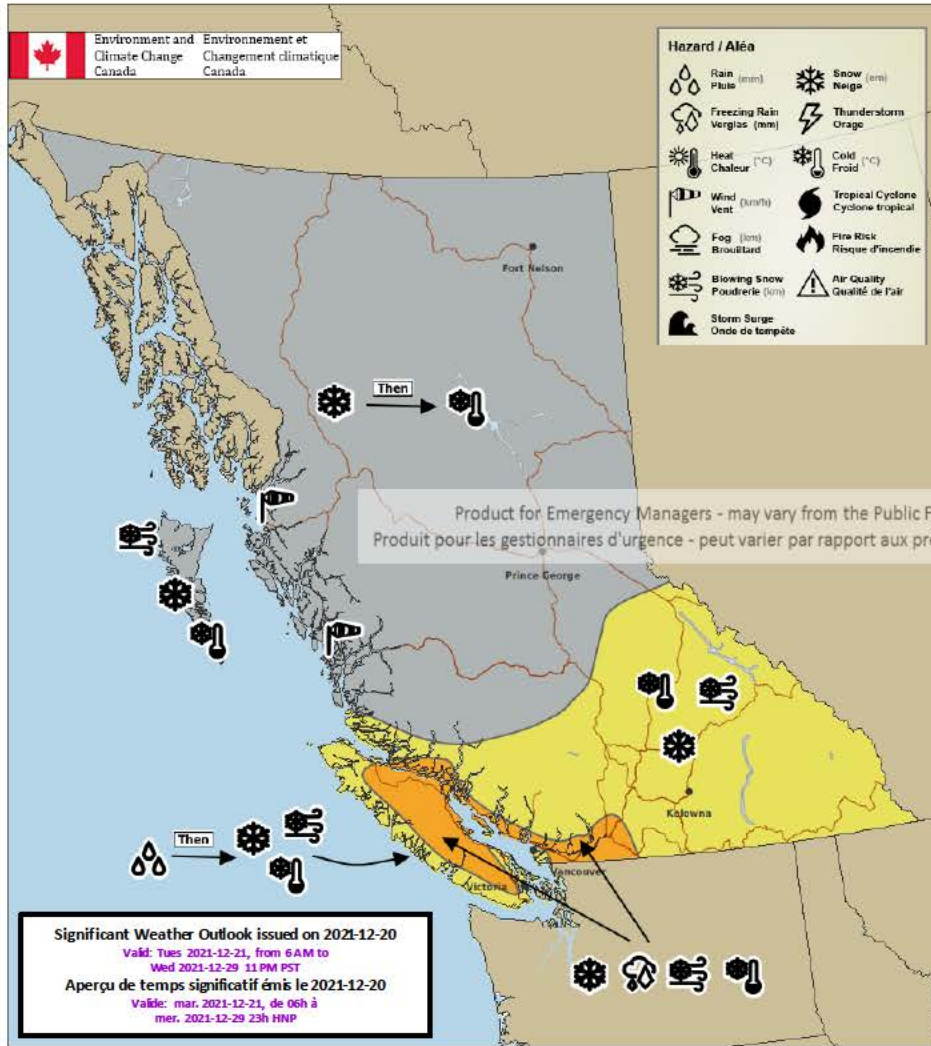 Environment and Environnement et
Climate Change Changement climatique
Canada Canada
Hazard / Aléa
Rain (mm)
Pluie
Snow (cm)
Neige
Freezing Rain
Verglas (mm)
Thunderstorm
Orage
Heat (°C)
Chaleur
Cold (°C)
Froid
Wind (km/h)
Vent
Tropical Cyclone
Cyclone tropical
Fog (km)
Brouillard
Fire Risk
Risque d'incendie
Blowing Snow
Poudrerie (km)
Air Quality
Qualité de l'air
Storm Surge
Onde de tempête
Fort Nelson
Then
Product for Emergency Managers - may vary from the Public F
Produit pour les gestionnaires d'urgence - peut varier par rapport aux pr
Prince George
Kelowna
Then
Vancouver
Victoria
Significant Weather Outlook issued on 2021-12-20
Valid: Tues 2021-12-21, from 6 AM to
Wed 2021-12-29 11 PM PST
Aperçu de temps significatif émis le 2021-12-20
Valide: mar. 2021-12-21, de 06h à
mer. 2021-12-29 23h HNP